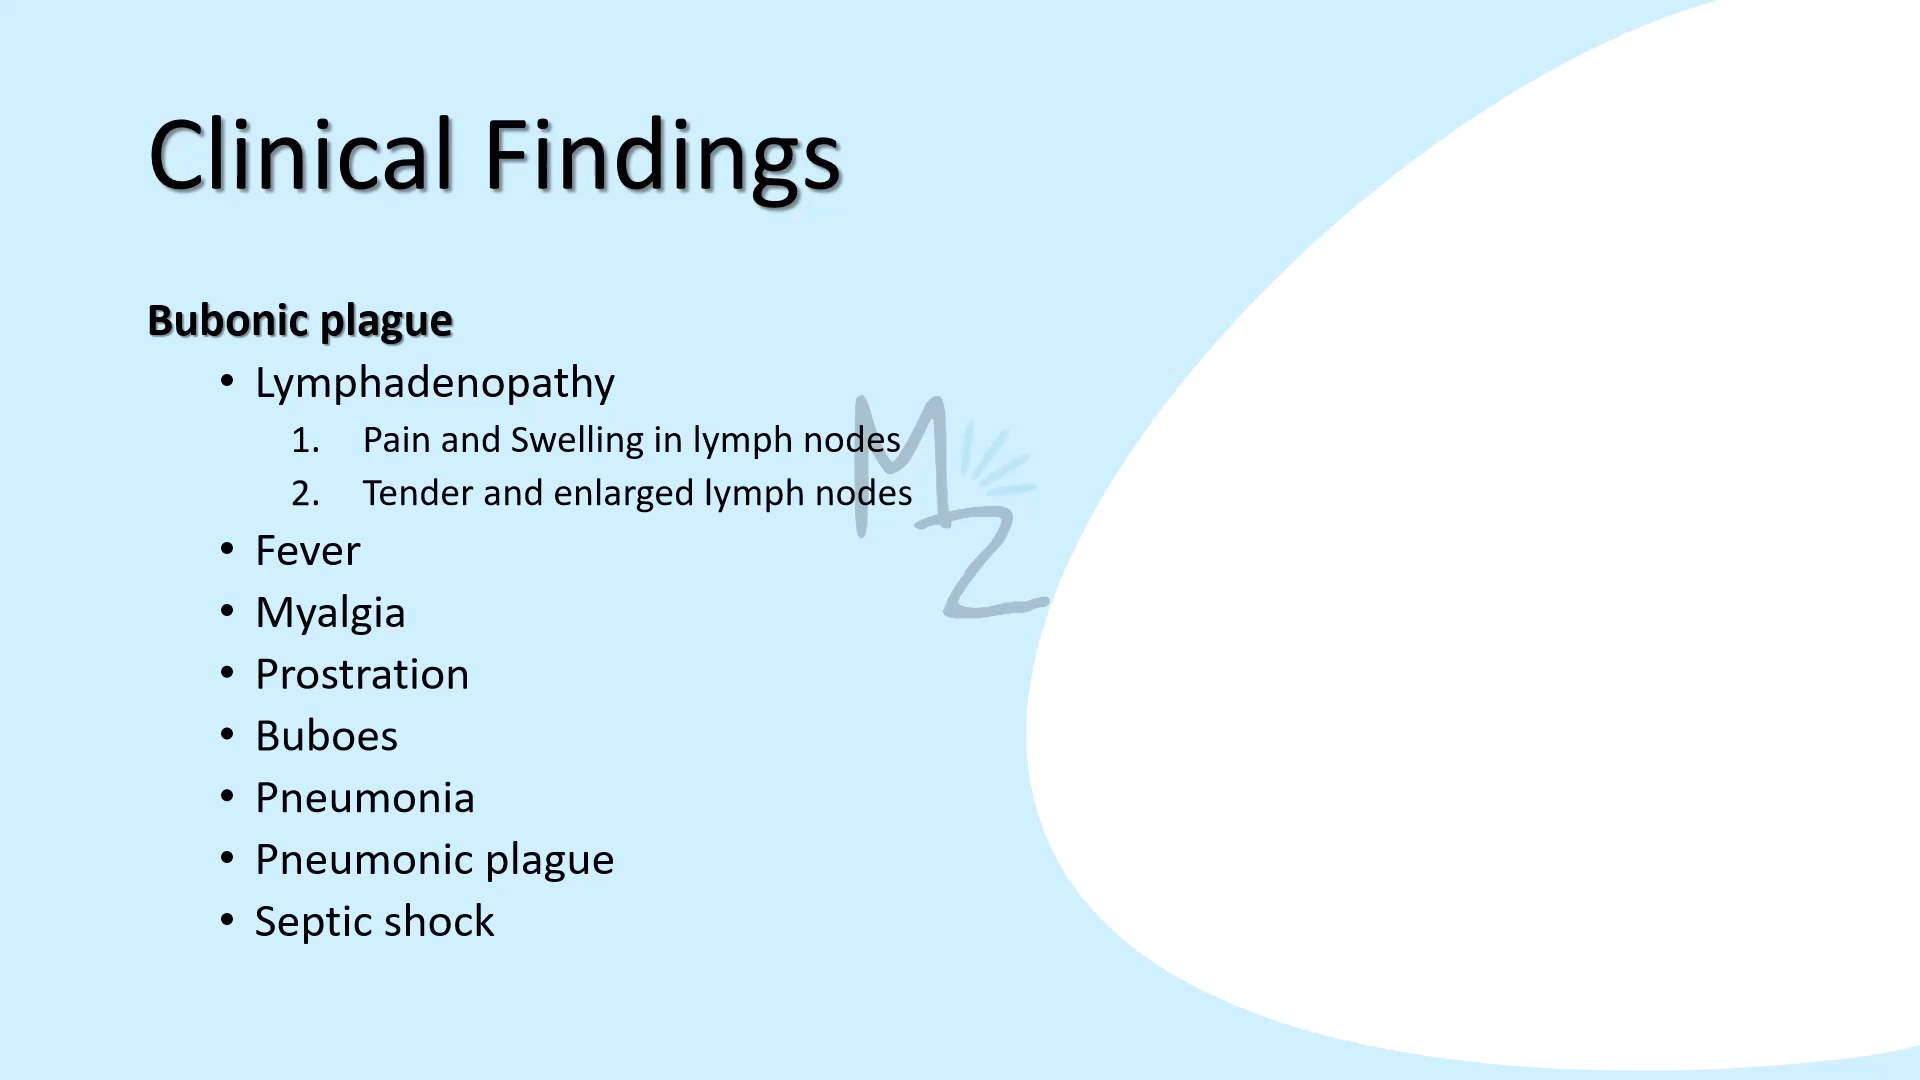 Clinical Findings
Bubonic plague
• Lymphadenopathy
1. Pain and Swelling in lymph nodes
2. Tender and enlarged lymph nodes
MZ
• Fever
• Myalgia
• Prostration
• Buboes
• Pneumonia
• Pneumonic plague
• Septic shock